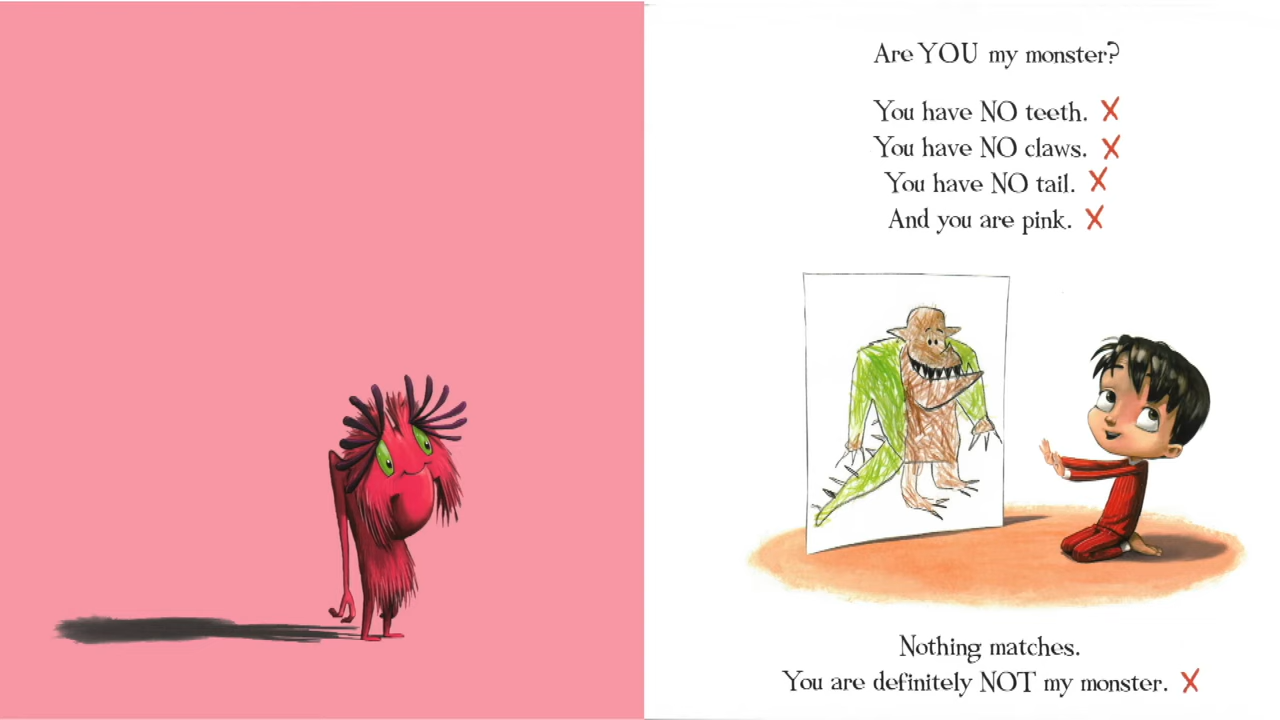 Are YOU my monster?
You have NO teeth. X
You have NO claws. X
You have NO tail. X
And you are pink. X
Nothing matches.
You are definitely NOT my monster. X